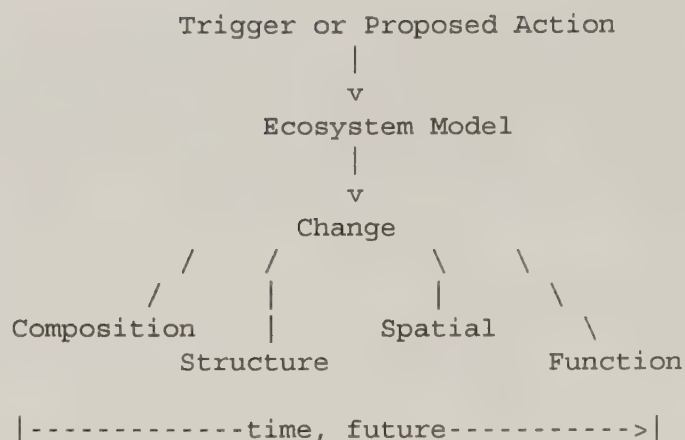 Trigger or Proposed Action
|
v
Ecosystem Model
|
v
Change
/ / \ \
/ | | \
Composition | Spatial \
Structure Function
|-------------time, future----------->|